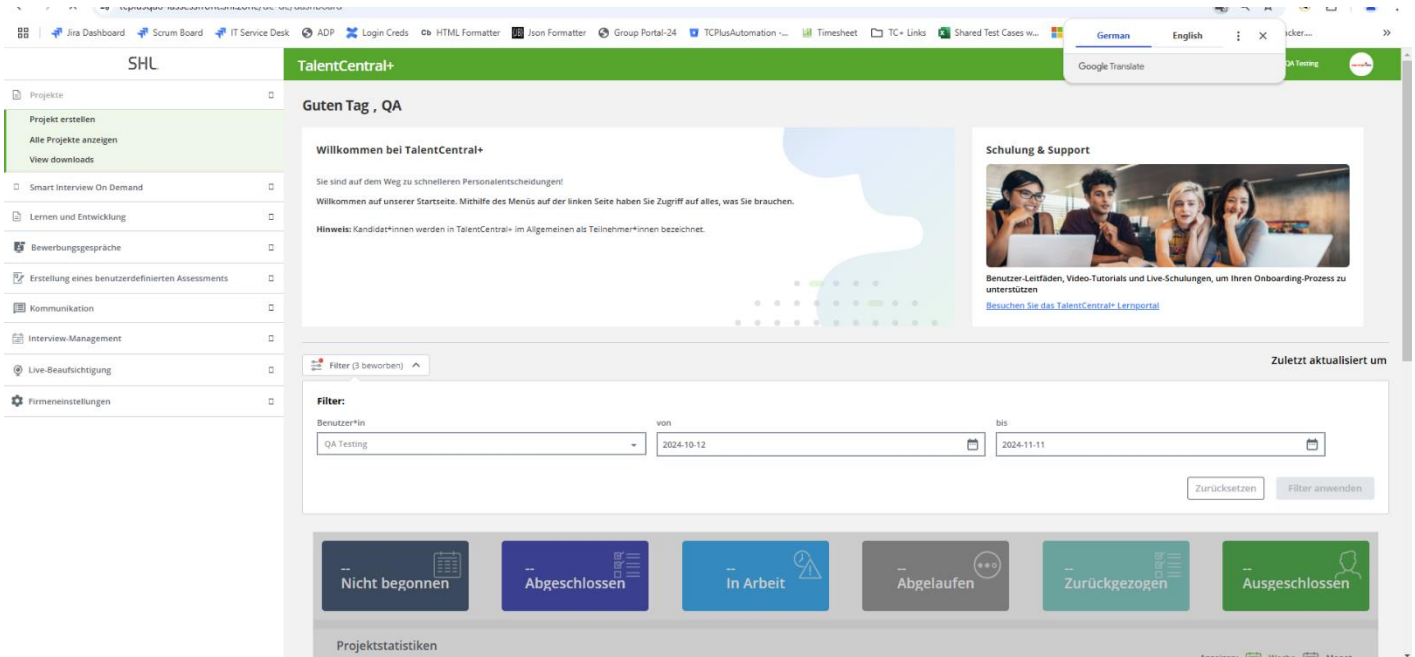 Jira Dashboard Scrum Board IT Service Desk ADP Login Creds HTML Formatter Json Formatter Group Portal-24 TCPlusAutomation -... Timesheet TC+ Links Shared Test Cases w...
German English
Google Translate
SHL
TalentCentral+
QA Testing
Projekte
Projekt erstellen
Alle Projekte anzeigen
View downloads
Smart Interview On Demand
Lernen und Entwicklung
Bewerbungsgespräche
Erstellung eines benutzerdefinierten Assessments
Kommunikation
Interview-Management
Live-Beaufsichtigung
Firmeneinstellungen
Guten Tag , QA
Willkommen bei TalentCentral+
Sie sind auf dem Weg zu schnelleren Personalentscheidungen!
Willkommen auf unserer Startseite. Mithilfe des Menüs auf der linken Seite haben Sie Zugriff auf alles, was Sie brauchen.
Hinweis: Kandidat*innen werden in TalentCentral+ im Allgemeinen als Teilnehmer*innen bezeichnet.
Schulung & Support
Benutzer-Leitfäden, Video-Tutorials und Live-Schulungen, um Ihren Onboarding-Prozess zu
unterstützen
Besuchen Sie das TalentCentral+ Lernportal
Filter (3 beworben)
Zuletzt aktualisiert um
Filter:
Benutzer*in von bis
QA Testing 2024-10-12 2024-11-11
Zurücksetzen Filter anwenden
-- -- -- -- -- --
Nicht begonnen Abgeschlossen In Arbeit Abgelaufen Zurückgezogen Ausgeschlossen
Projektstatistiken